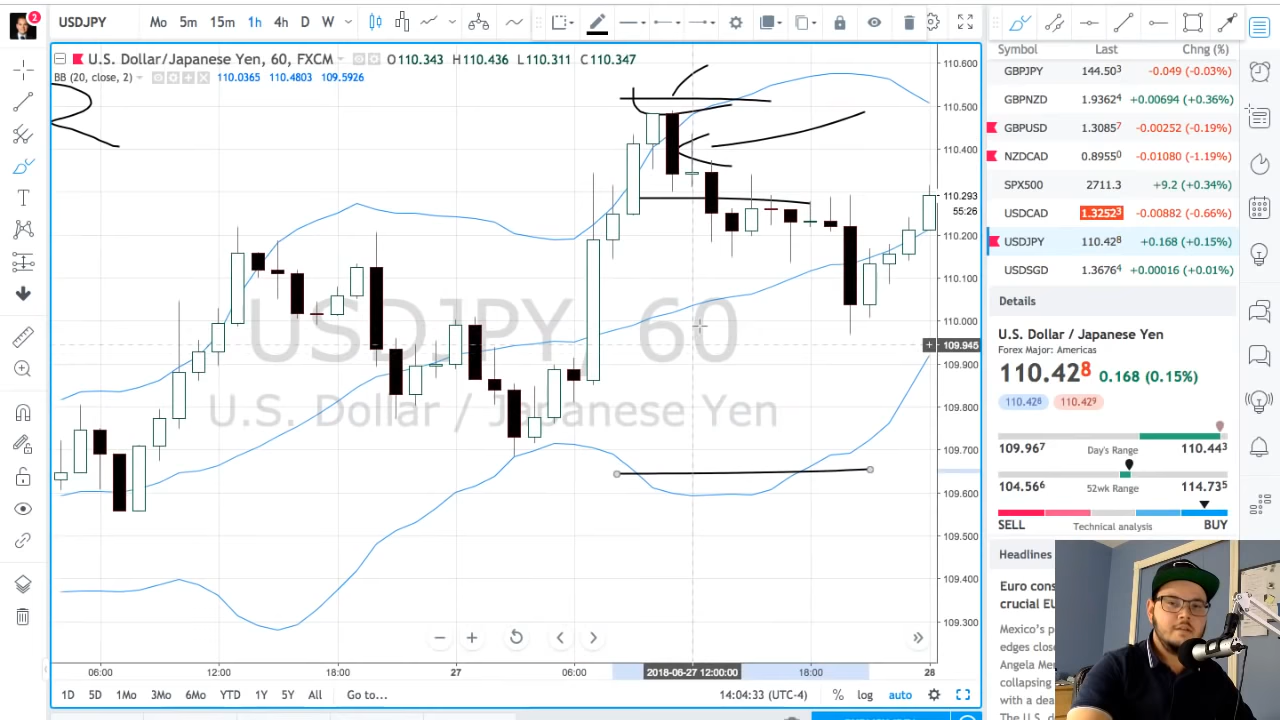 2
USDJPY
Mo 5m 15m 1h 4h D W
U.S. Dollar/Japanese Yen, 60, FXCM
O110.343 H110.436 L110.311 C110.347
BB (20, close, 2)
110.0365 110.4803 109.5926
USDJPY 60
U.S. Dollar / Japanese Yen
110.600
110.500
110.400
110.293
55:26
110.200
110.100
110.000
109.945
109.900
109.800
109.700
109.600
109.500
109.400
109.300
06:00 12:00 18:00 27 06:00 2018-06-27 12:00:00 18:00 28
1D 5D 1Mo 3Mo 6Mo YTD 1Y 5Y All Go to...
14:04:33 (UTC-4) % log auto
Symbol Last Chng (%)
GBPJPY 144.503 -0.049 (-0.03%)
GBPNZD 1.93624 +0.00694 (+0.36%)
GBPUSD 1.30857 -0.00252 (-0.19%)
NZDCAD 0.89550 -0.01080 (-1.19%)
SPX500 2711.3 +9.2 (+0.34%)
USDCAD 1.32523 -0.00882 (-0.66%)
USDJPY 110.428 +0.168 (+0.15%)
USDSGD 1.36764 +0.00016 (+0.01%)
Details
U.S. Dollar / Japanese Yen
Forex Major: Americas
110.428 0.168 (0.15%)
110.428 110.429
109.967 Day's Range 110.443
104.566 52wk Range 114.735
SELL Technical analysis BUY
Headlines
Euro cons
crucial EU
Mexico's p
edges close
Angela Mer
collapsing
with a dea